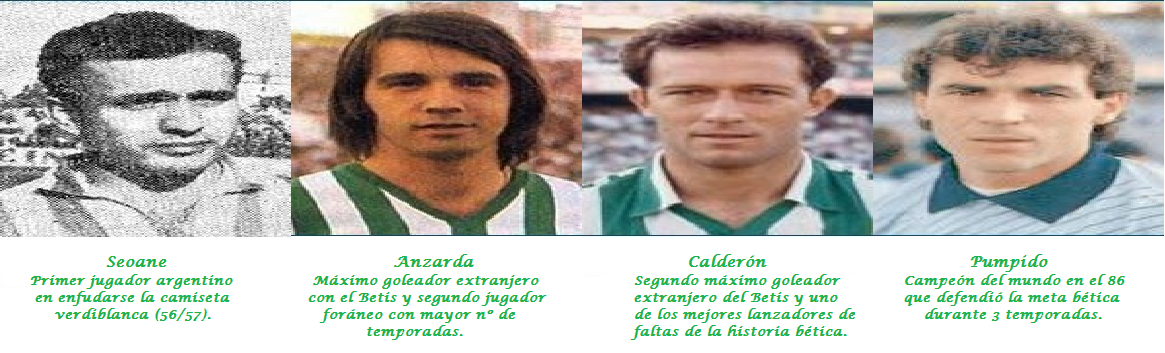 Seoane
Primer jugador argentino
en enfudarse la camiseta
verdiblanca (56/57).
Anzarda
Máximo goleador extranjero
con el Betis y segundo jugador
foráneo con mayor nº de
temporadas.
Calderón
Segundo máximo goleador
extranjero del Betis y uno
de los mejores lanzadores de
faltas de la historia bética.
Pumpido
Campeón del mundo en el 86
que defendió la meta bética
durante 3 temporadas.